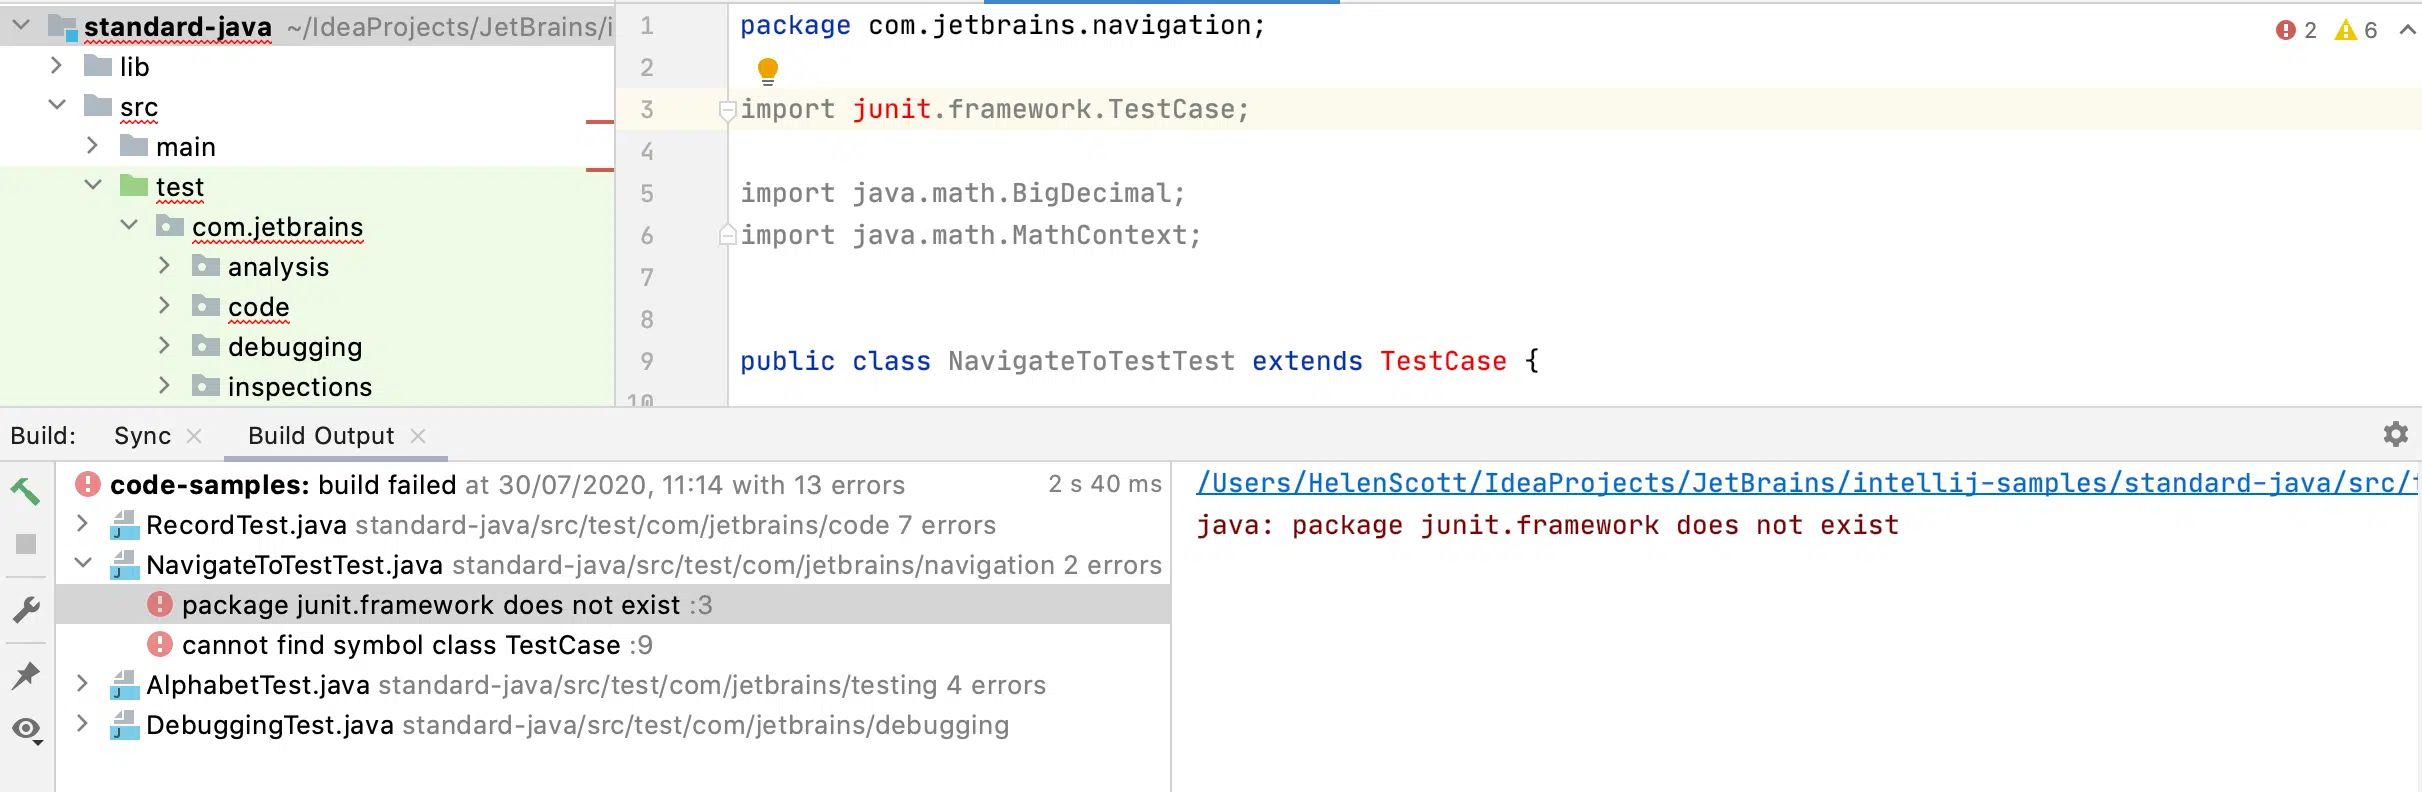 standard-java ~/IdeaProjects/JetBrains/i
lib
src
main
test
com.jetbrains
analysis
code
debugging
inspections
1 package com.jetbrains.navigation;
2
3 import junit.framework.TestCase;
4
5 import java.math.BigDecimal;
6 import java.math.MathContext;
7
8
9 public class NavigateToTestTest extends TestCase {
10
2 6
Build: Sync Build Output
code-samples: build failed at 30/07/2020, 11:14 with 13 errors 2 s 40 ms
RecordTest.java standard-java/src/test/com/jetbrains/code 7 errors
NavigateToTestTest.java standard-java/src/test/com/jetbrains/navigation 2 errors
package junit.framework does not exist :3
cannot find symbol class TestCase :9
AlphabetTest.java standard-java/src/test/com/jetbrains/testing 4 errors
DebuggingTest.java standard-java/src/test/com/jetbrains/debugging
/Users/HelenScott/IdeaProjects/JetBrains/intellij-samples/standard-java/src/t
java: package junit.framework does not exist